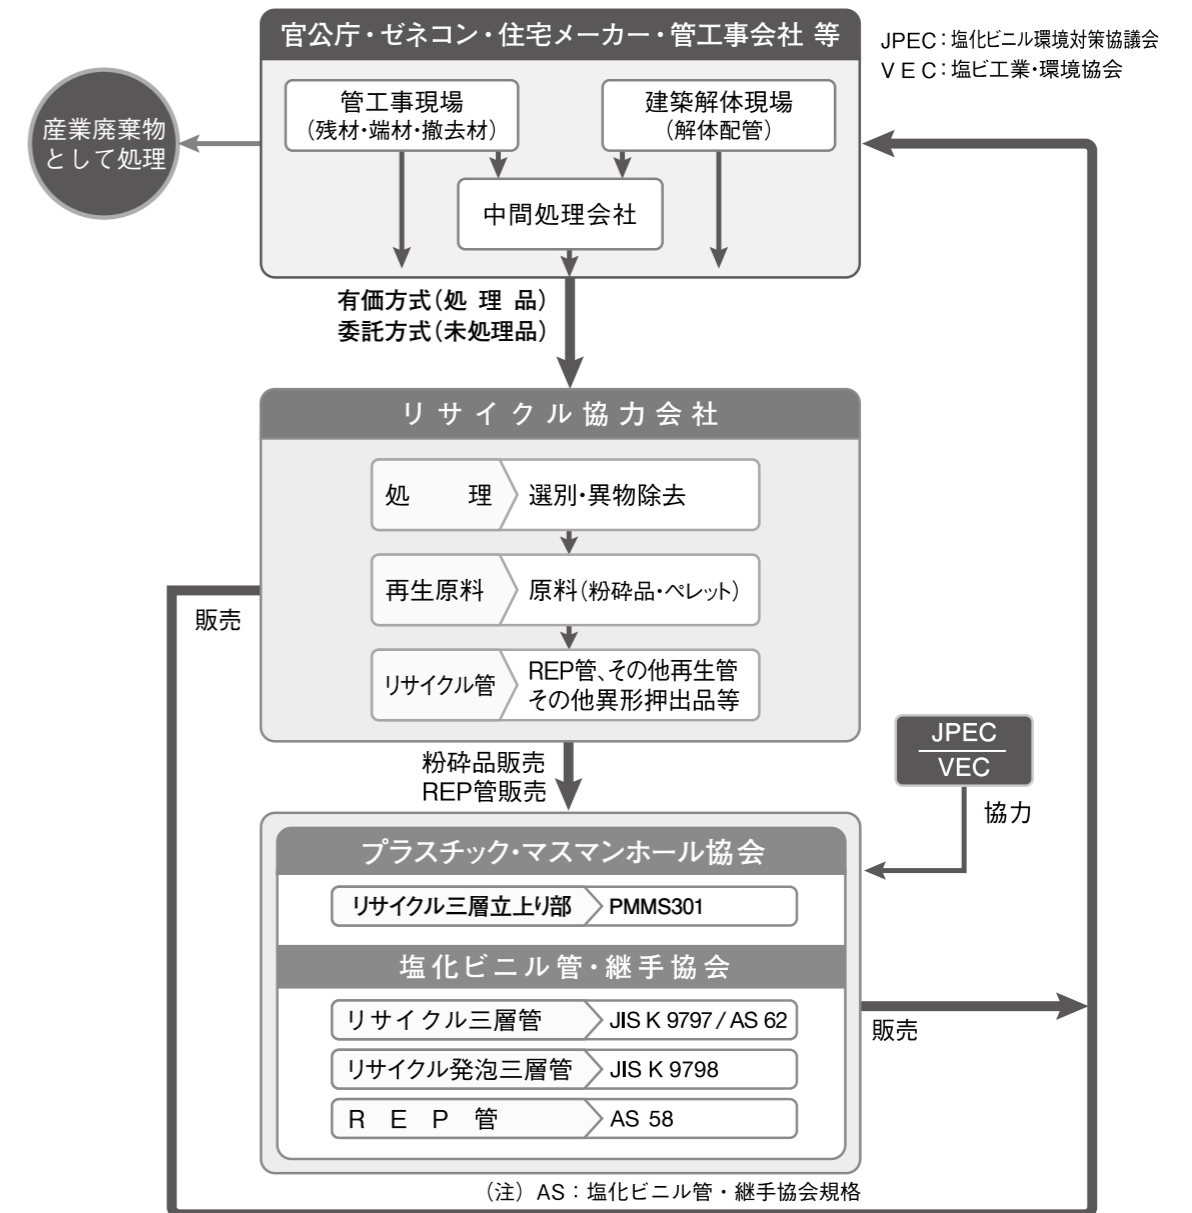 官公庁・ゼネコン・住宅メーカー・管工事会社 等
JPEC：塩化ビニル環境対策協議会
VEC：塩ビ工業・環境協会
産業廃棄物
として処理
管工事現場
（残材・端材・撤去材）
建築解体現場
（解体配管）
中間処理会社
有価方式（処 理 品）
委託方式（未処理品）
リサイクル協力会社
処 理 選別・異物除去
再生原料 原料（粉砕品・ペレット）
リサイクル管 REP管、その他再生管
その他異形押出品等
販売
粉砕品販売
REP管販売
JPEC
VEC
協力
プラスチック・マスマンホール協会
リサイクル三層立上り部 PMMS301
塩化ビニル管・継手協会
リサイクル三層管 JIS K 9797 / AS 62
リサイクル発泡三層管 JIS K 9798
REP管 AS 58
販売
（注）AS：塩化ビニル管・継手協会規格